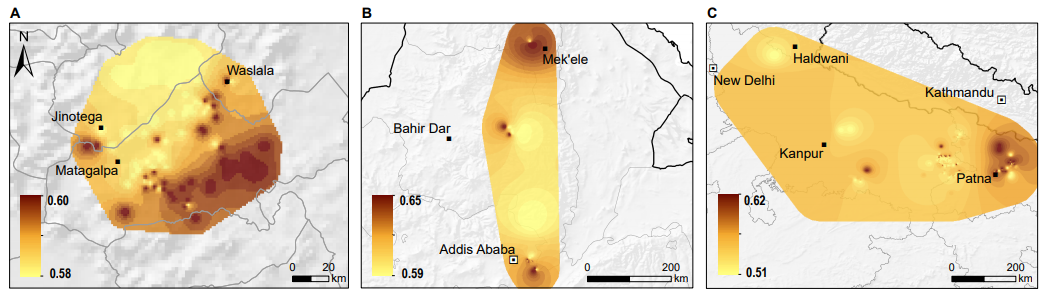 A
N
Waslala
Jinotega
Matagalpa
0.60
0.58
0 20
km
B
Mek'ele
Bahir Dar
Addis Ababa
0.65
0.59
0 200
km
C
Haldwani
New Delhi
Kathmandu
Kanpur
Patna
0.62
0.51
0 200
km